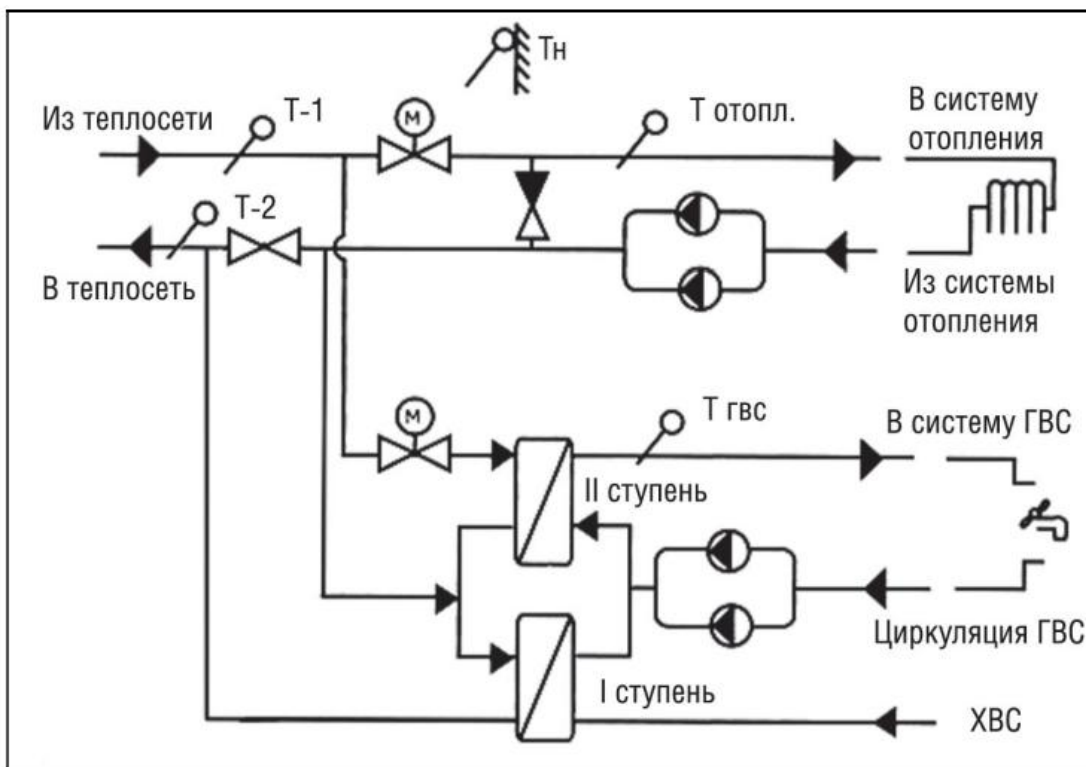 Тн
Из теплосети
Т-1
М
Т отопл.
В систему
отопления
Т-2
В теплосеть
Из системы
отопления
М
Т гвс
В систему ГВС
II ступень
Циркуляция ГВС
I ступень
ХВС